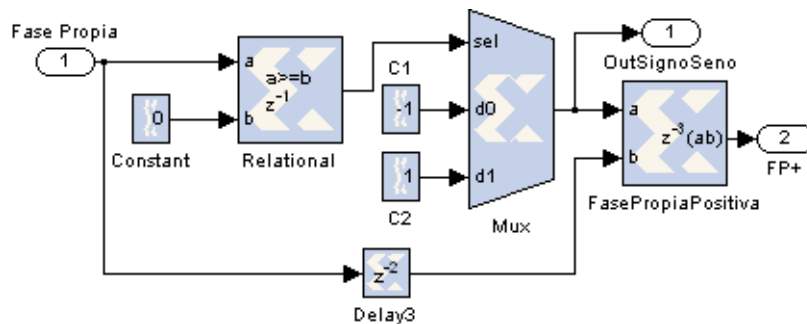 Fase Propia
1
a
b
a>=b
z-1
Relational
0
Constant
C1
-1
1
C2
sel
d0
d1
Mux
1
OutSignoSeno
a
b
z-3(ab)
FasePropiaPositiva
2
FP+
z-2
Delay3